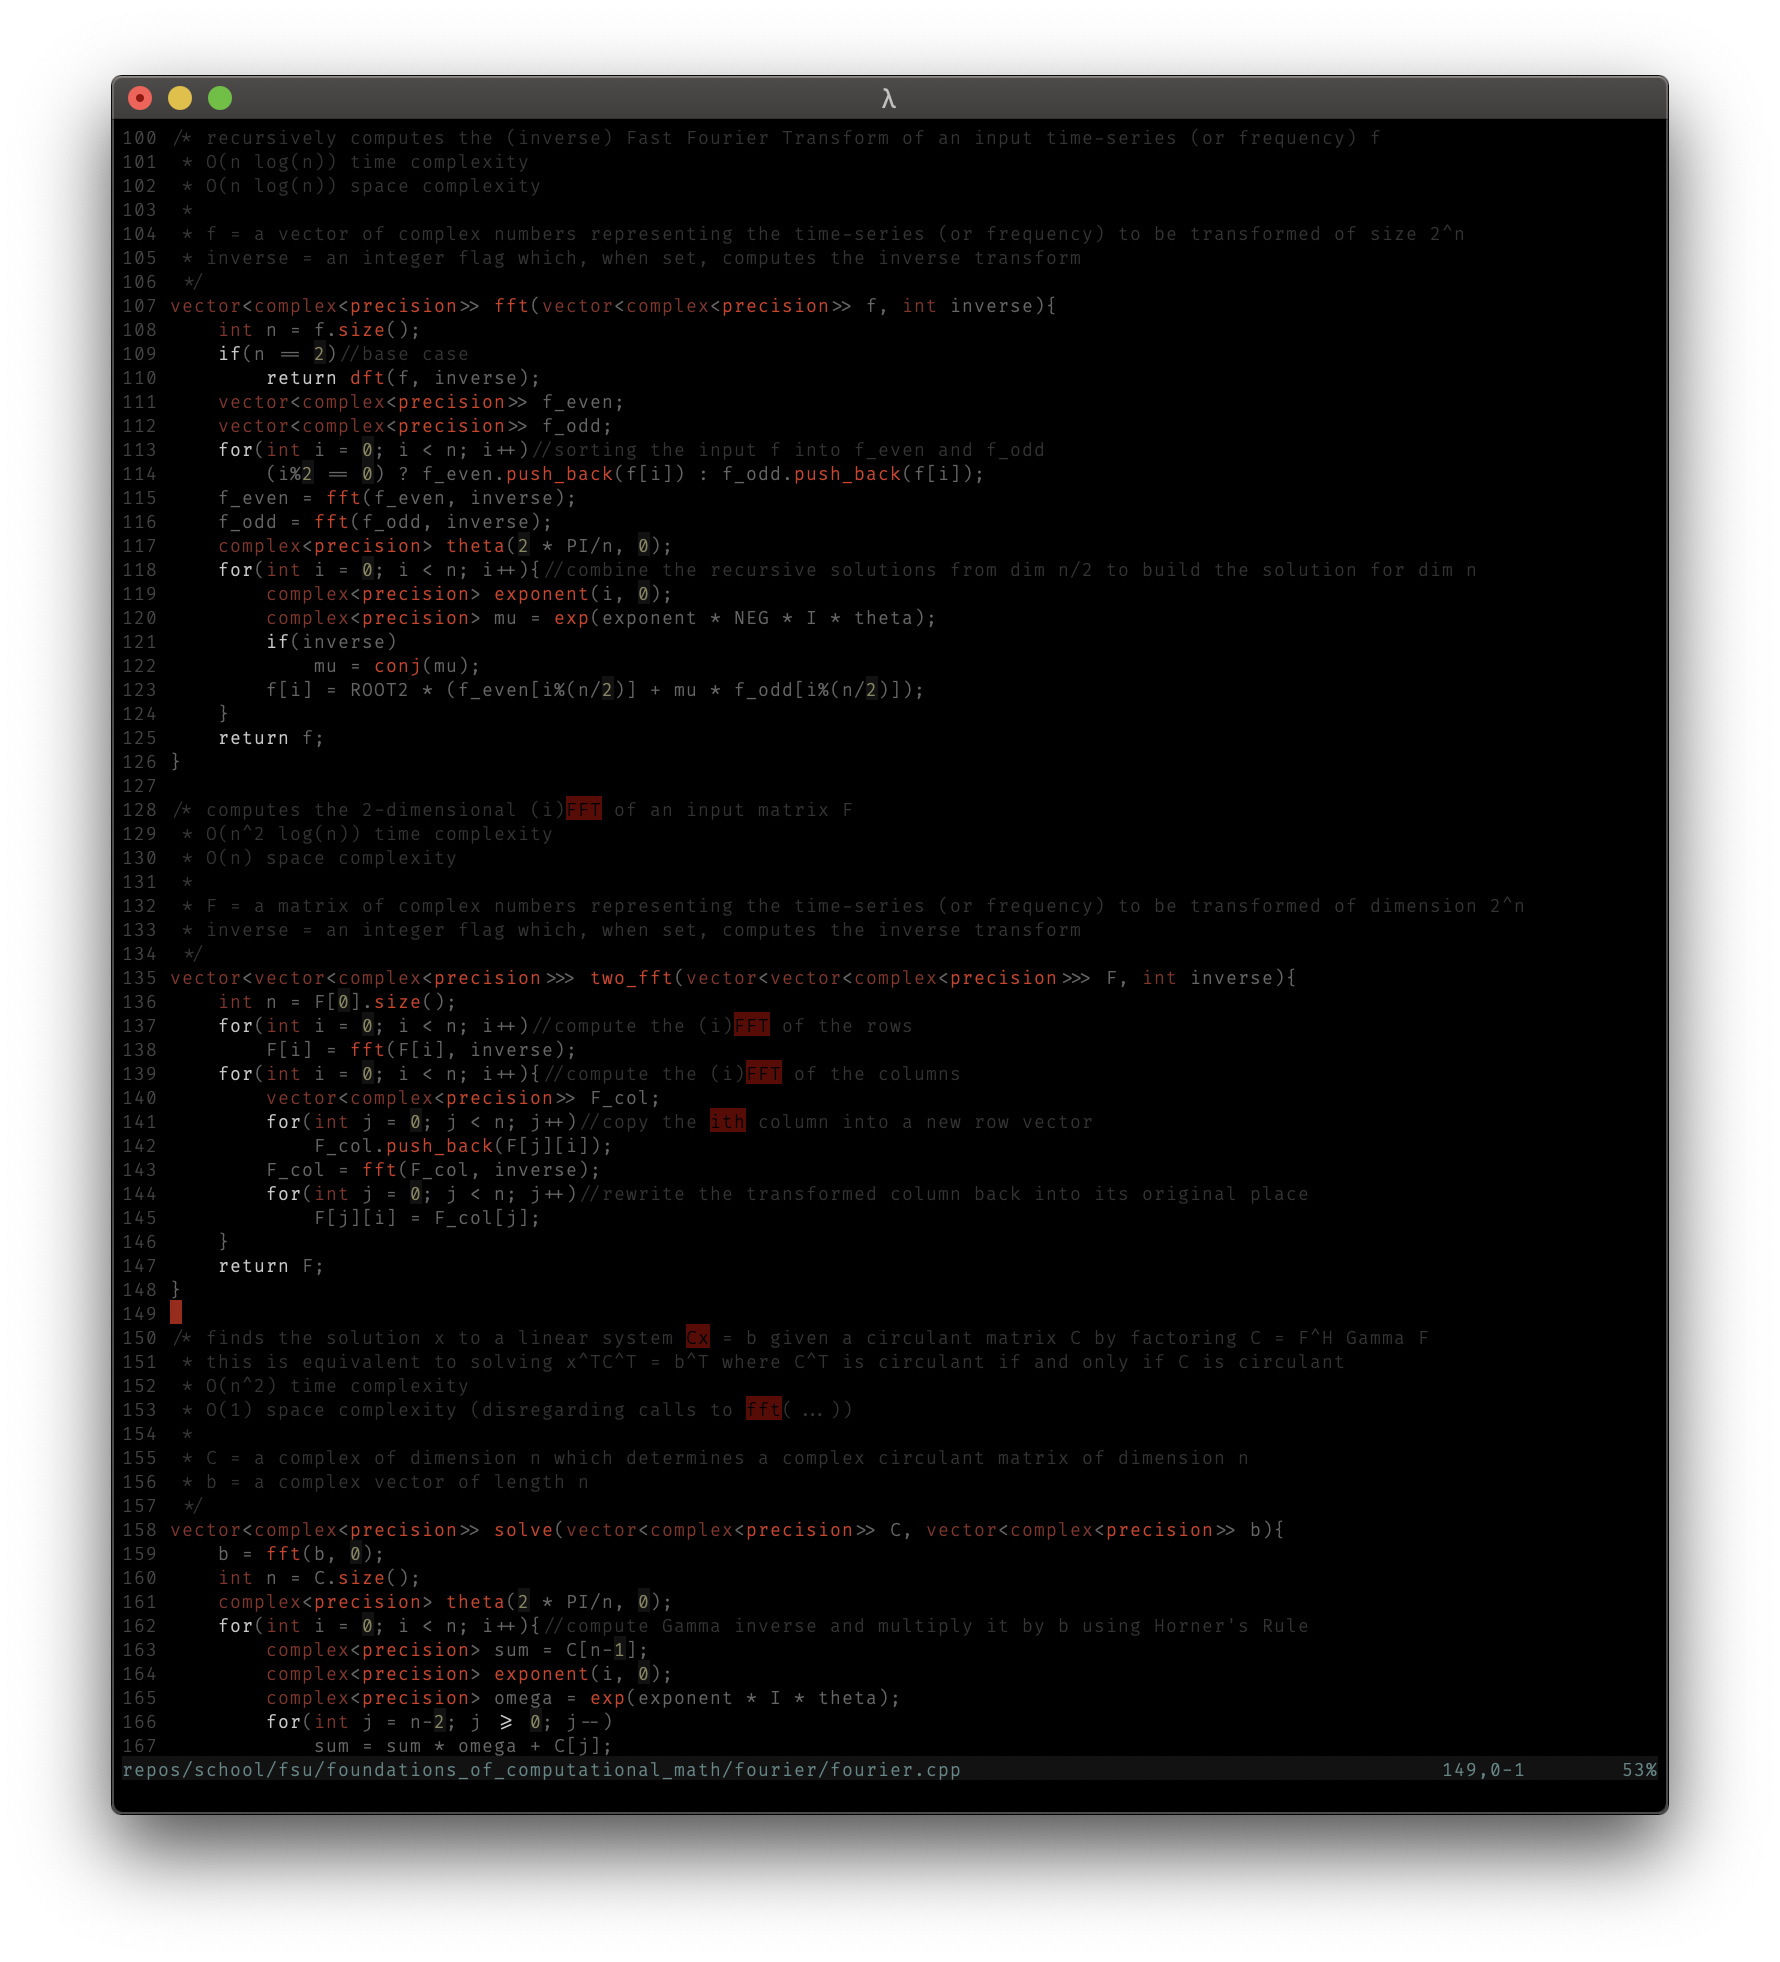 λ
100 /* recursively computes the (inverse) Fast Fourier Transform of an input time-series (or frequency) f
101  * O(n log(n)) time complexity
102  * O(n log(n)) space complexity
103  *
104  * f = a vector of complex numbers representing the time-series (or frequency) to be transformed of size 2^n
105  * inverse = an integer flag which, when set, computes the inverse transform
106  */
107 vector<complex<precision>> fft(vector<complex<precision>> f, int inverse){
108     int n = f.size();
109     if(n == 2)//base case
110         return dft(f, inverse);
111     vector<complex<precision>> f_even;
112     vector<complex<precision>> f_odd;
113     for(int i = 0; i < n; i++)//sorting the input f into f_even and f_odd
114         (i%2 == 0) ? f_even.push_back(f[i]) : f_odd.push_back(f[i]);
115     f_even = fft(f_even, inverse);
116     f_odd = fft(f_odd, inverse);
117     complex<precision> theta(2 * PI/n, 0);
118     for(int i = 0; i < n; i++){//combine the recursive solutions from dim n/2 to build the solution for dim n
119         complex<precision> exponent(i, 0);
120         complex<precision> mu = exp(exponent * NEG * I * theta);
121         if(inverse)
122             mu = conj(mu);
123         f[i] = ROOT2 * (f_even[i%(n/2)] + mu * f_odd[i%(n/2)]);
124     }
125     return f;
126 }
127
128 /* computes the 2-dimensional (i)FFT of an input matrix F
129  * O(n^2 log(n)) time complexity
130  * O(n) space complexity
131  *
132  * F = a matrix of complex numbers representing the time-series (or frequency) to be transformed of dimension 2^n
133  * inverse = an integer flag which, when set, computes the inverse transform
134  */
135 vector<vector<complex<precision>>> two_fft(vector<vector<complex<precision>>> F, int inverse){
136     int n = F[0].size();
137     for(int i = 0; i < n; i++)//compute the (i)FFT of the rows
138         F[i] = fft(F[i], inverse);
139     for(int i = 0; i < n; i++){//compute the (i)FFT of the columns
140         vector<complex<precision>> F_col;
141         for(int j = 0; j < n; j++)//copy the ith column into a new row vector
142             F_col.push_back(F[j][i]);
143         F_col = fft(F_col, inverse);
144         for(int j = 0; j < n; j++)//rewrite the transformed column back into its original place
145             F[j][i] = F_col[j];
146     }
147     return F;
148 }
149
150 /* finds the solution x to a linear system Cx = b given a circulant matrix C by factoring C = F^H Gamma F
151  * this is equivalent to solving x^TC^T = b^T where C^T is circulant if and only if C is circulant
152  * O(n^2) time complexity
153  * O(1) space complexity (disregarding calls to fft(...))
154  *
155  * C = a complex of dimension n which determines a complex circulant matrix of dimension n
156  * b = a complex vector of length n
157  */
158 vector<complex<precision>> solve(vector<complex<precision>> C, vector<complex<precision>> b){
159     b = fft(b, 0);
160     int n = C.size();
161     complex<precision> theta(2 * PI/n, 0);
162     for(int i = 0; i < n; i++){//compute Gamma inverse and multiply it by b using Horner's Rule
163         complex<precision> sum = C[n-1];
164         complex<precision> exponent(i, 0);
165         complex<precision> omega = exp(exponent * I * theta);
166         for(int j = n-2; j >= 0; j--)
167             sum = sum * omega + C[j];
repos/school/fsu/foundations_of_computational_math/fourier/fourier.cpp 149,0-1 53%